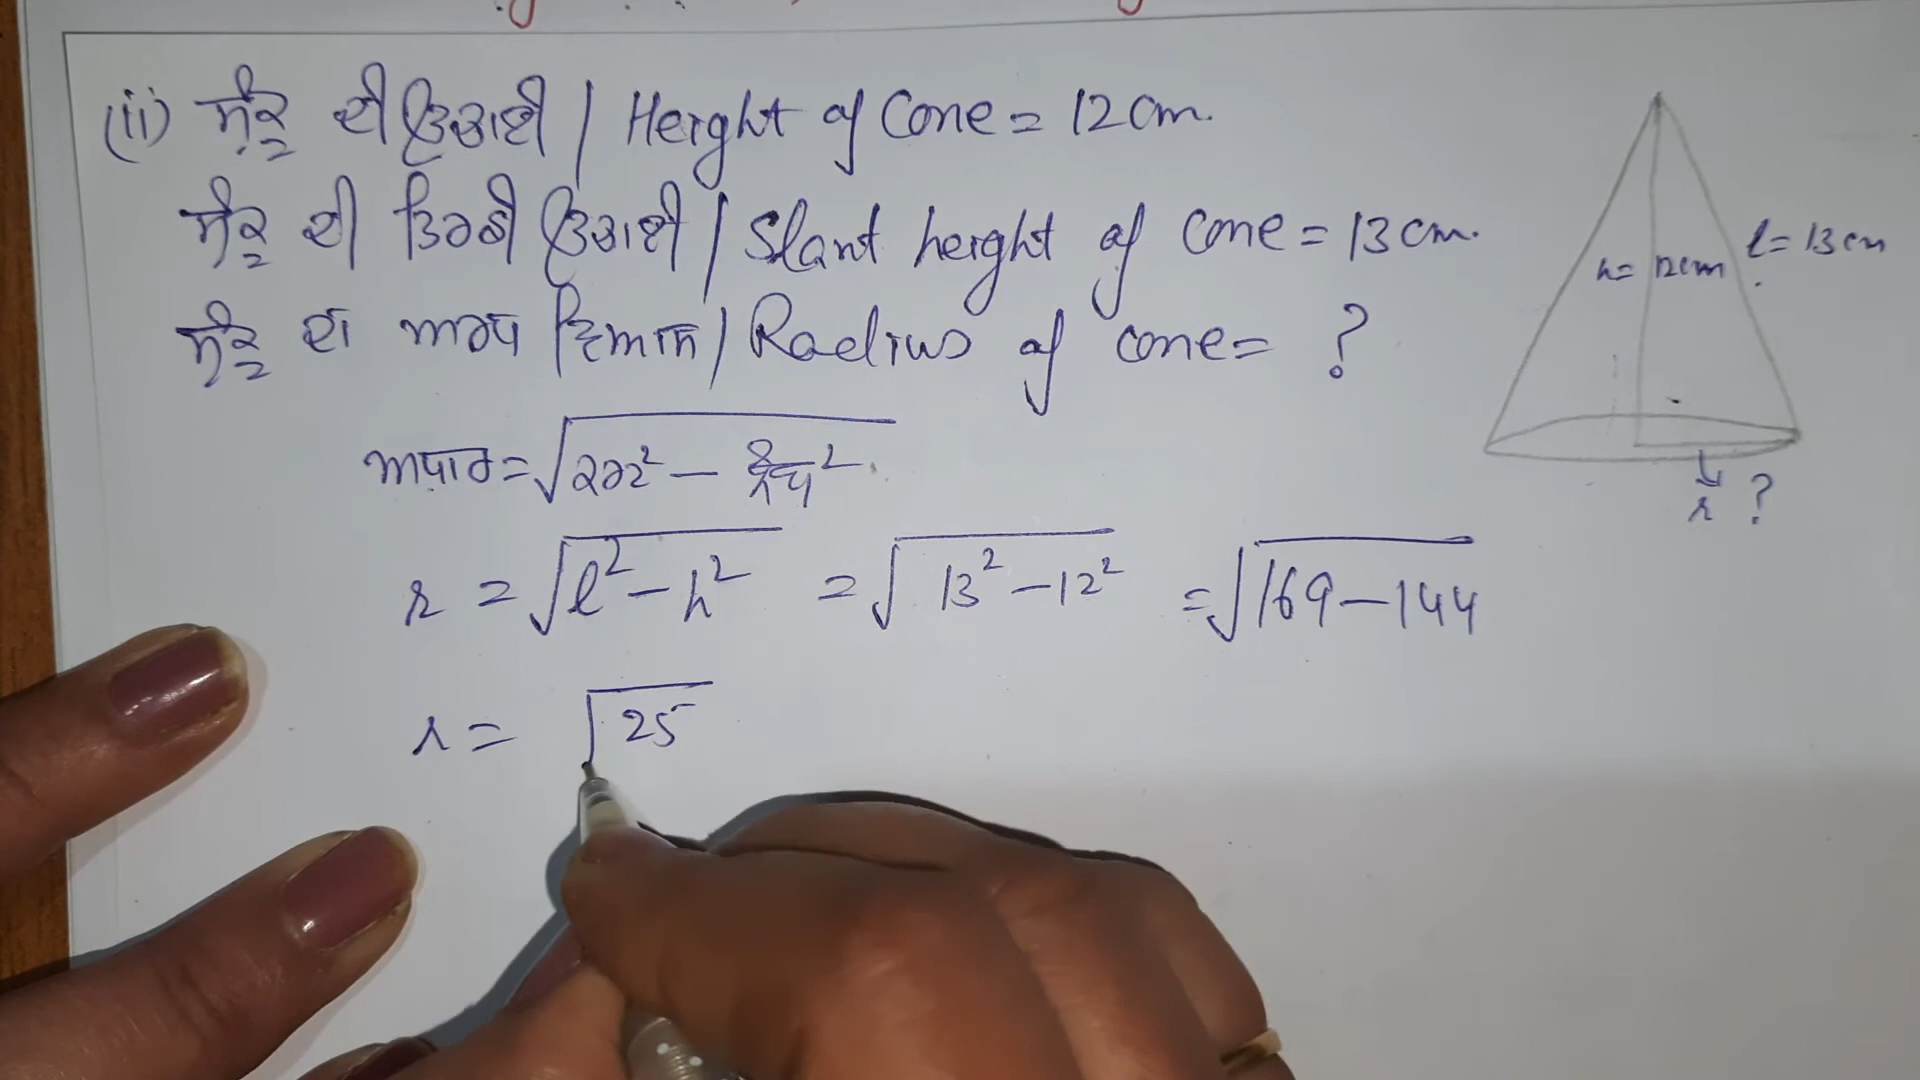 (ii) ਸ਼ੰਕੂ ਦੀ ਉਚਾਈ / Height of Cone = 12 cm.
ਸ਼ੰਕੂ ਦੀ ਤਿਰਛੀ ਉਚਾਈ / Slant height of cone = 13 cm.
ਸ਼ੰਕੂ ਦਾ ਅਰਧ ਵਿਆਸ / Radius of cone = ?
r = √l² – h² = √13² – 12² = √169 – 144
r = √25
h = 12cm
l = 13 cm
r ?